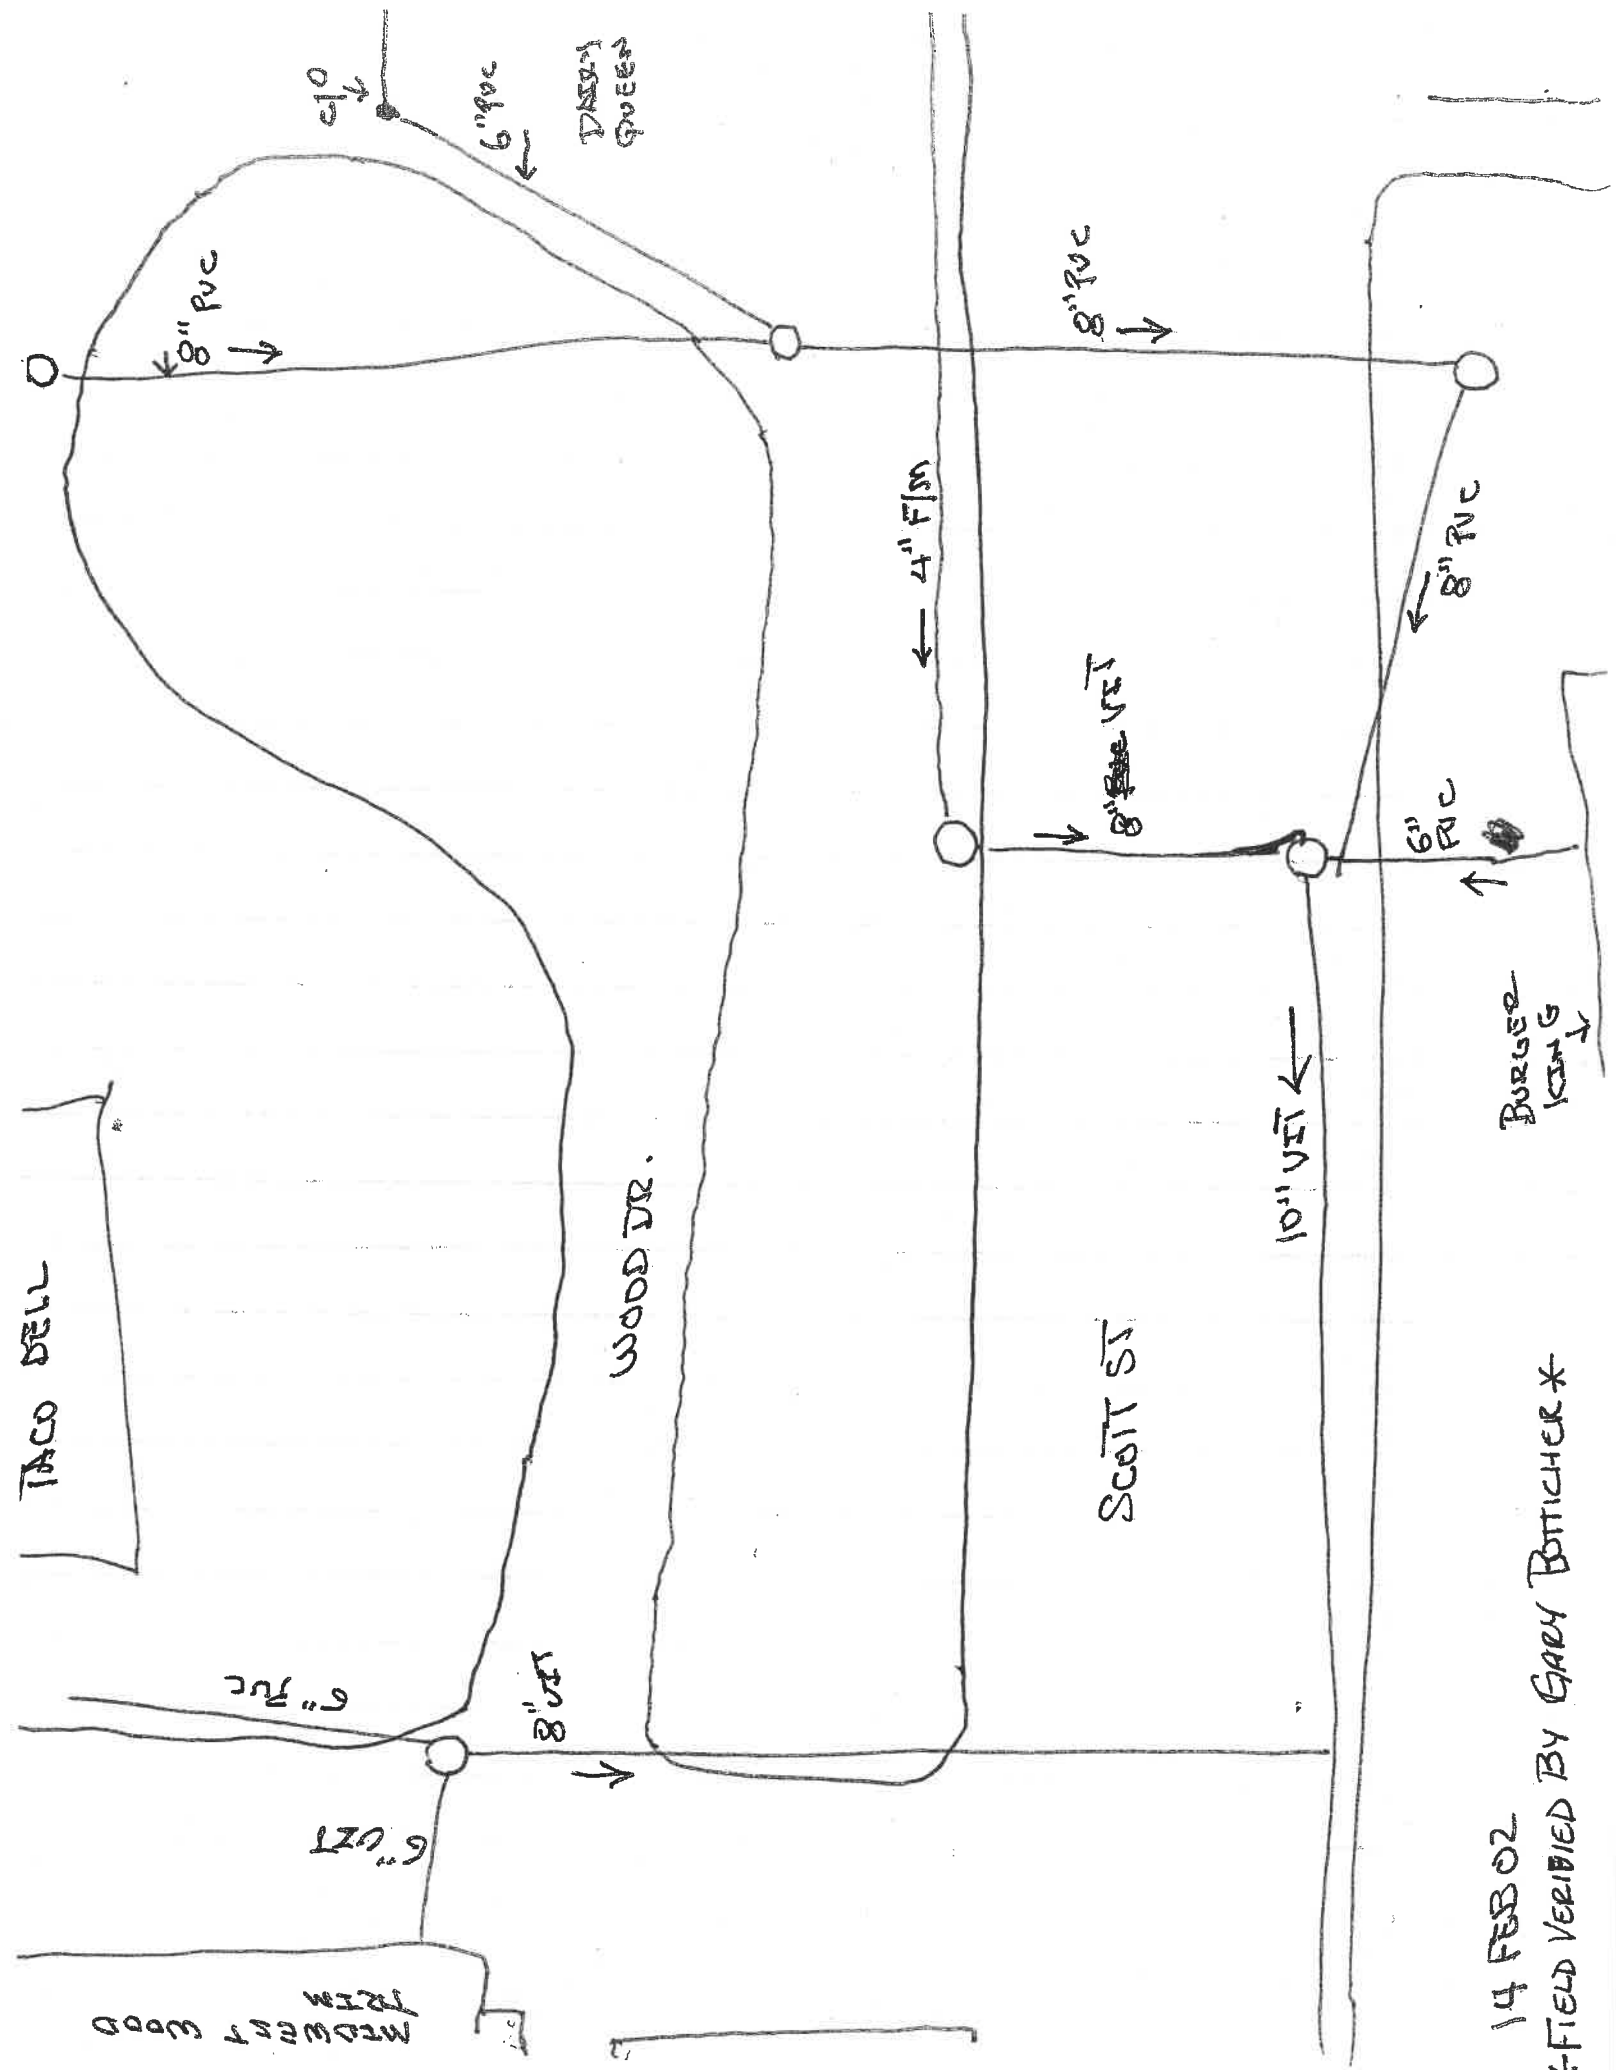 TACO BELL
6" PVC
8" VIT
6" VIT
MIDWEST WOOD
TRIM
WOOD DR.
SCOTT ST
8" PVC
C/O
6" PVC
DAIRY
QUEEN
4" F/M
8" PVC
8" VIT
8" PVC
6"
PVC
10" VIT
BURGER
KING
14 FEB 02
*FIELD VERIFIED BY GARY BOTTICHER*